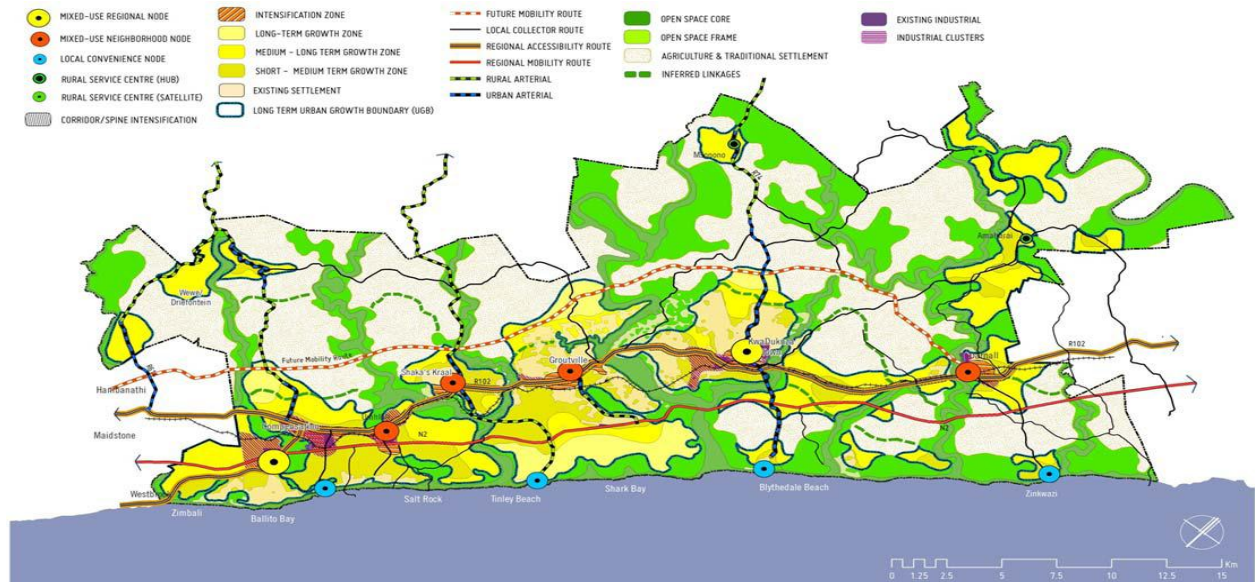 MIXED-USE REGIONAL NODE
MIXED-USE NEIGHBORHOOD NODE
LOCAL CONVENIENCE NODE
RURAL SERVICE CENTRE (HUB)
RURAL SERVICE CENTRE (SATELLITE)
CORRIDOR/SPINE INTENSIFICATION
INTENSIFICATION ZONE
LONG-TERM GROWTH ZONE
MEDIUM - LONG TERM GROWTH ZONE
SHORT - MEDIUM TERM GROWTH ZONE
EXISTING SETTLEMENT
LONG TERM URBAN GROWTH BOUNDARY (UGB)
FUTURE MOBILITY ROUTE
LOCAL COLLECTOR ROUTE
REGIONAL ACCESSIBILITY ROUTE
REGIONAL MOBILITY ROUTE
RURAL ARTERIAL
URBAN ARTERIAL
OPEN SPACE CORE
OPEN SPACE FRAME
AGRICULTURE & TRADITIONAL SETTLEMENT
INFERRED LINKAGES
EXISTING INDUSTRIAL
INDUSTRIAL CLUSTERS
R74
Wewe/
Driefontein
Future Mobility Route
Groutville
R102
Shaka's Kraal
R102
Hambanathi
Maidstone
N2
N2
Salt Rock
Tinley Beach
Shark Bay
Blythedale Beach
Zinkwazi
Zimbali
Ballito Bay
0 1.25 2.5 5 7.5 10 12.5 15 Km